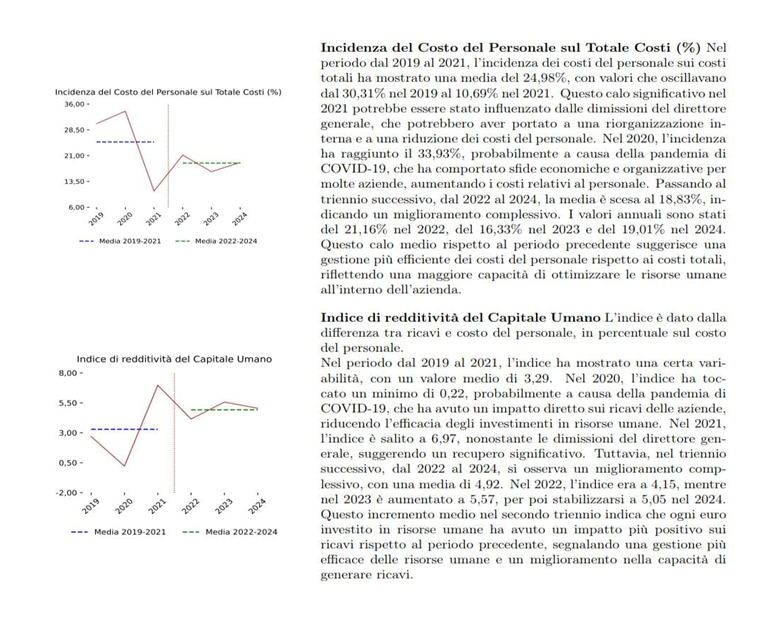 Incidenza del Costo del Personale sul Totale Costi (%)
36,00
28,50
21,00
13,50
6,00
2019
2020
2021
2022
2023
2024
Media 2019-2021
Media 2022-2024
Incidenza del Costo del Personale sul Totale Costi (%) Nel
periodo dal 2019 al 2021, l'incidenza dei costi del personale sui costi
totali ha mostrato una media del 24,98%, con valori che oscillavano
dal 30,31% nel 2019 al 10,69% nel 2021. Questo calo significativo nel
2021 potrebbe essere stato influenzato dalle dimissioni del direttore
generale, che potrebbero aver portato a una riorganizzazione in-
terna e a una riduzione dei costi del personale. Nel 2020, l'incidenza
ha raggiunto il 33,93%, probabilmente a causa della pandemia di
COVID-19, che ha comportato sfide economiche e organizzative per
molte aziende, aumentando i costi relativi al personale. Passando al
triennio successivo, dal 2022 al 2024, la media è scesa al 18,83%, in-
dicando un miglioramento complessivo. I valori annuali sono stati
del 21,16% nel 2022, del 16,33% nel 2023 e del 19,01% nel 2024.
Questo calo medio rispetto al periodo precedente suggerisce una
gestione più efficiente dei costi del personale rispetto ai costi totali,
riflettendo una maggiore capacità di ottimizzare le risorse umane
all'interno dell'azienda.
Indice di redditività del Capitale Umano
8,00
5,50
3,00
0,50
-2,00
2019
2020
2021
2022
2023
2024
Media 2019-2021
Media 2022-2024
Indice di redditività del Capitale Umano L'indice è dato dalla
differenza tra ricavi e costo del personale, in percentuale sul costo
del personale.
Nel periodo dal 2019 al 2021, l'indice ha mostrato una certa vari-
abilità, con un valore medio di 3,29. Nel 2020, l'indice ha toc-
cato un minimo di 0,22, probabilmente a causa della pandemia di
COVID-19, che ha avuto un impatto diretto sui ricavi delle aziende,
riducendo l'efficacia degli investimenti in risorse umane. Nel 2021,
l'indice è salito a 6,97, nonostante le dimissioni del direttore gen-
erale, suggerendo un recupero significativo. Tuttavia, nel triennio
successivo, dal 2022 al 2024, si osserva un miglioramento comp-
lessivo, con una media di 4,92. Nel 2022, l'indice era a 4,15, mentre
nel 2023 è aumentato a 5,57, per poi stabilizzarsi a 5,05 nel 2024.
Questo incremento medio nel secondo triennio indica che ogni euro
investito in risorse umane ha avuto un impatto più positivo sui
ricavi rispetto al periodo precedente, segnalando una gestione più
efficace delle risorse umane e un miglioramento nella capacità di
generare ricavi.